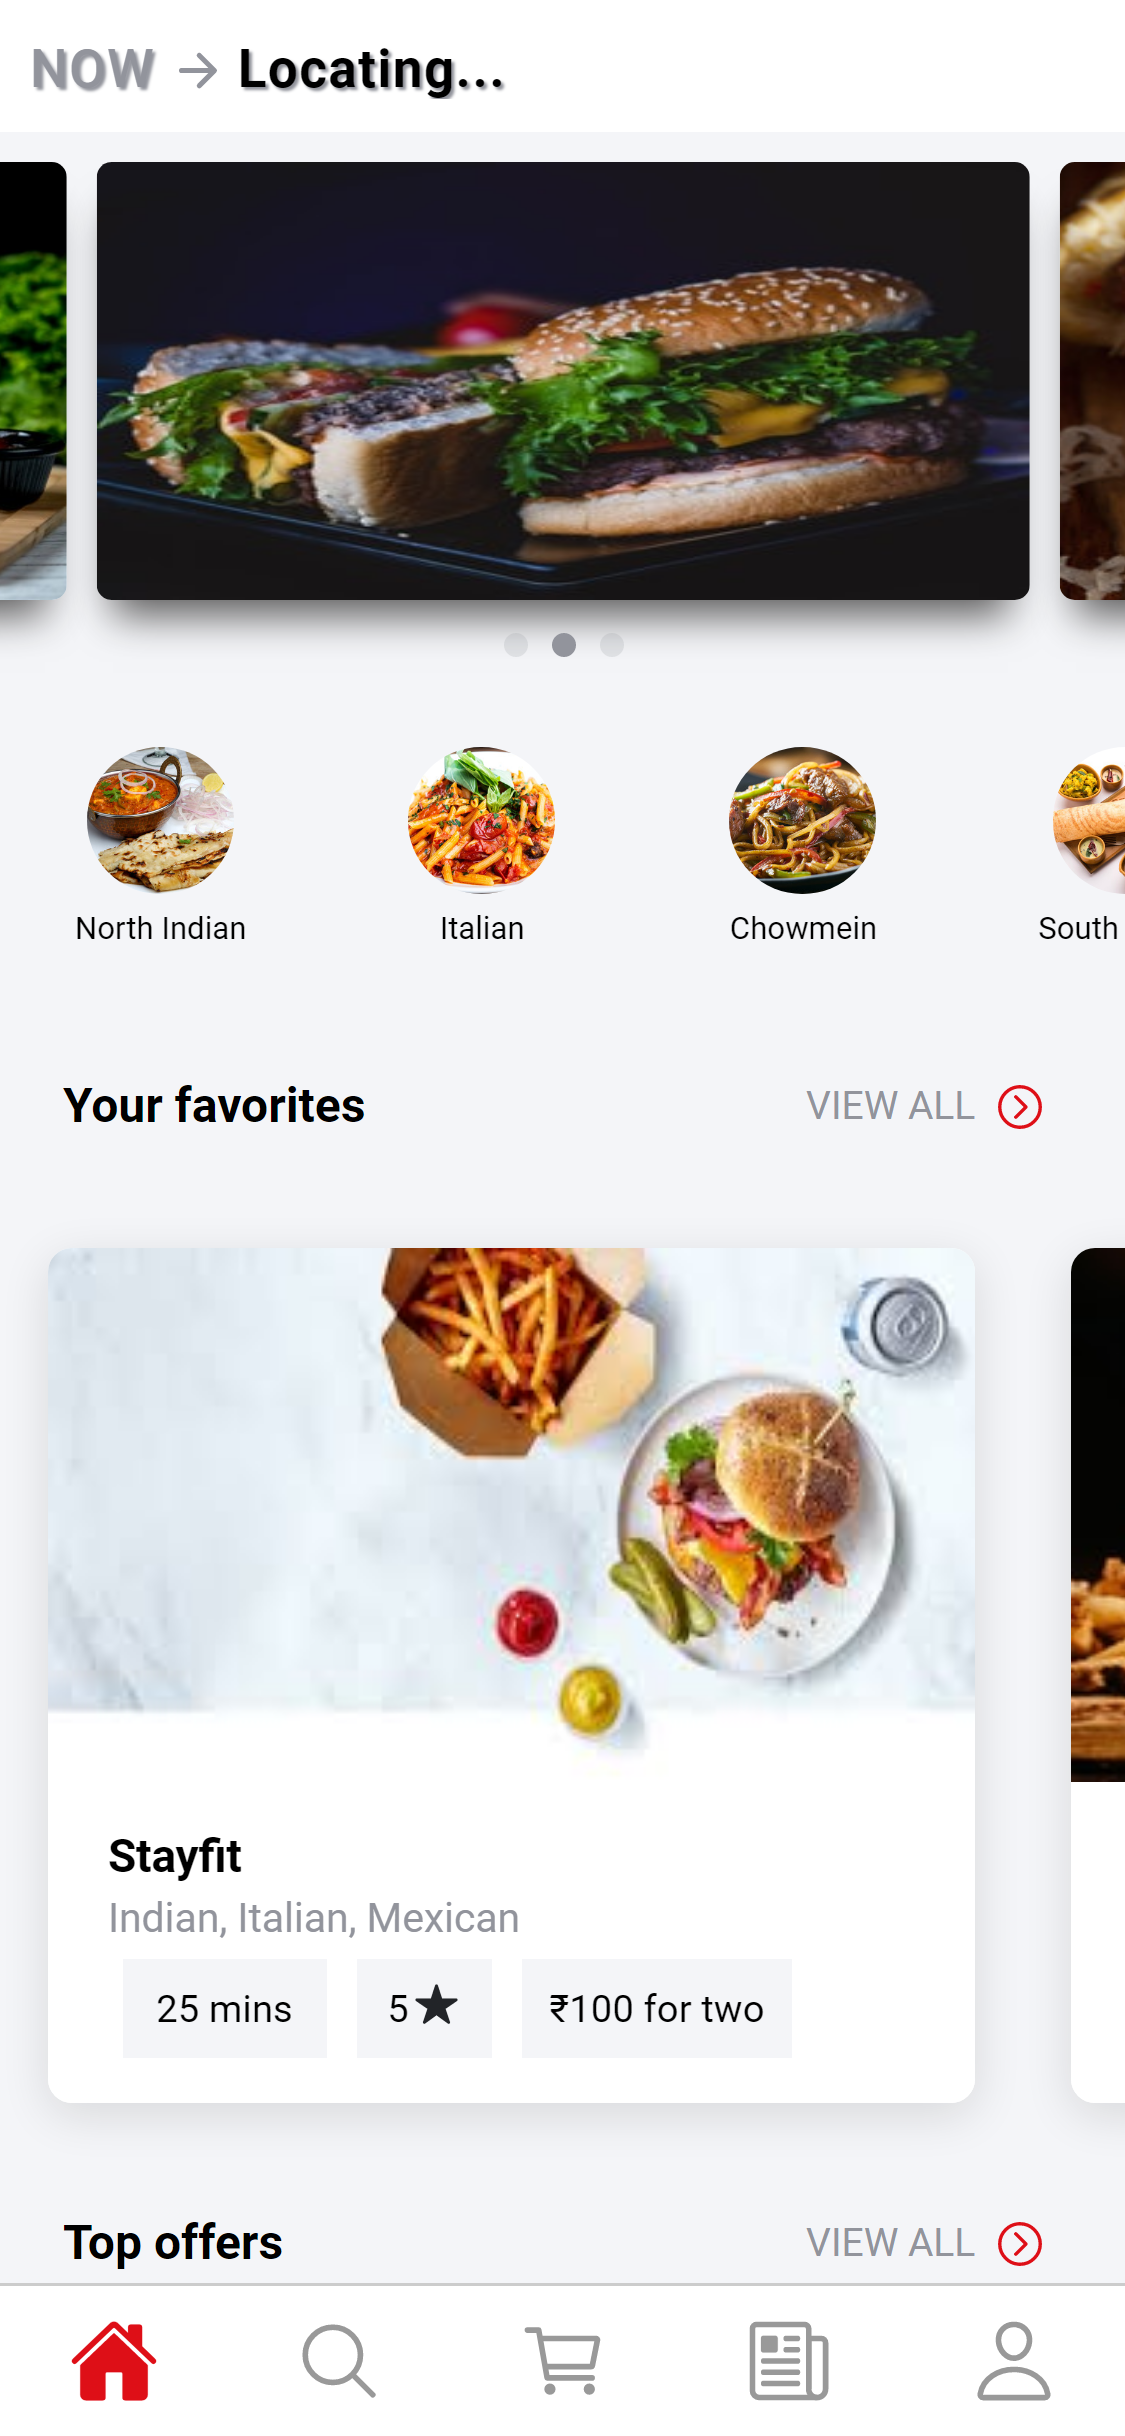 NOW → Locating...
North Indian
Italian
Chowmein
South
Your favorites
VIEW ALL
Stayfit
Indian, Italian, Mexican
25 mins
5★
₹100 for two
Top offers
VIEW ALL